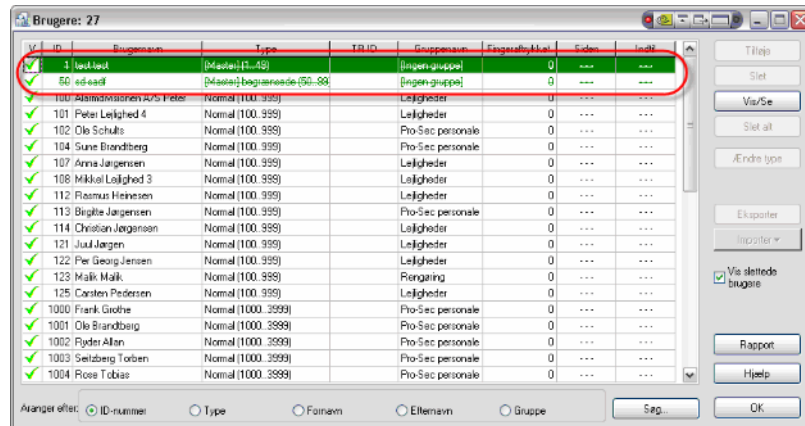 Brugere: 27
V ID Brugernavn Type TR ID Gruppenavn Fingeraftrykket Siden Indtil
1 test test [Master] (1..49) [Ingen gruppe] 0 --- ---
50 sd sadf [Master] begrænsede (50..99 [Ingen gruppe] 0 --- ---
100 Alarmdivisionen A/S Peter Normal (100..999) Lejligheder 0 --- ---
101 Peter Lejlighed 4 Normal (100..999) Lejligheder 0 --- ---
102 Ole Schults Normal (100..999) Pro-Sec personale 0 --- ---
104 Sune Brandtberg Normal (100..999) Pro-Sec personale 0 --- ---
107 Anna Jørgensen Normal (100..999) Lejligheder 0 --- ---
108 Mikkel Lejlighed 3 Normal (100..999) Lejligheder 0 --- ---
112 Rasmus Heinesen Normal (100..999) Lejligheder 0 --- ---
113 Birgitte Jørgensen Normal (100..999) Pro-Sec personale 0 --- ---
114 Christian Jørgensen Normal (100..999) Lejligheder 0 --- ---
121 Juul Jørgen Normal (100..999) Lejligheder 0 --- ---
122 Per Georg Jensen Normal (100..999) Lejligheder 0 --- ---
123 Malik Malik Normal (100..999) Rengøring 0 --- ---
125 Carsten Pedersen Normal (100..999) Lejligheder 0 --- ---
1000 Frank Grothe Normal (1000..3999) Pro-Sec personale 0 --- ---
1001 Ole Brandtberg Normal (1000..3999) Pro-Sec personale 0 --- ---
1002 Ryder Allan Normal (1000..3999) Pro-Sec personale 0 --- ---
1003 Seitzberg Torben Normal (1000..3999) Pro-Sec personale 0 --- ---
1004 Rose Tobias Normal (1000..3999) Pro-Sec personale 0 --- ---
Tilføje
Slet
Vis/Se
Slet alt
Ændre type
Eksporter
Importer
Vis slettede
brugere
Rapport
Hjælp
OK
Aranger efter: ID-nummer Type Fornavn Efternavn Gruppe Søg...